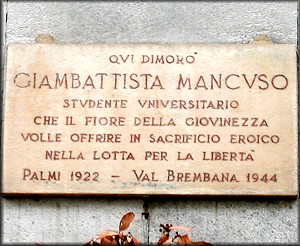 QVI DIMORÒ
GIAMBATTISTA MANCVSO
STVDENTE VNIVERSITARIO
CHE IL FIORE DELLA GIOVINEZZA
VOLLE OFFRIRE IN SACRIFICIO EROICO
NELLA LOTTA PER LA LIBERTÀ
PALMI 1922 – VAL BREMBANA 1944